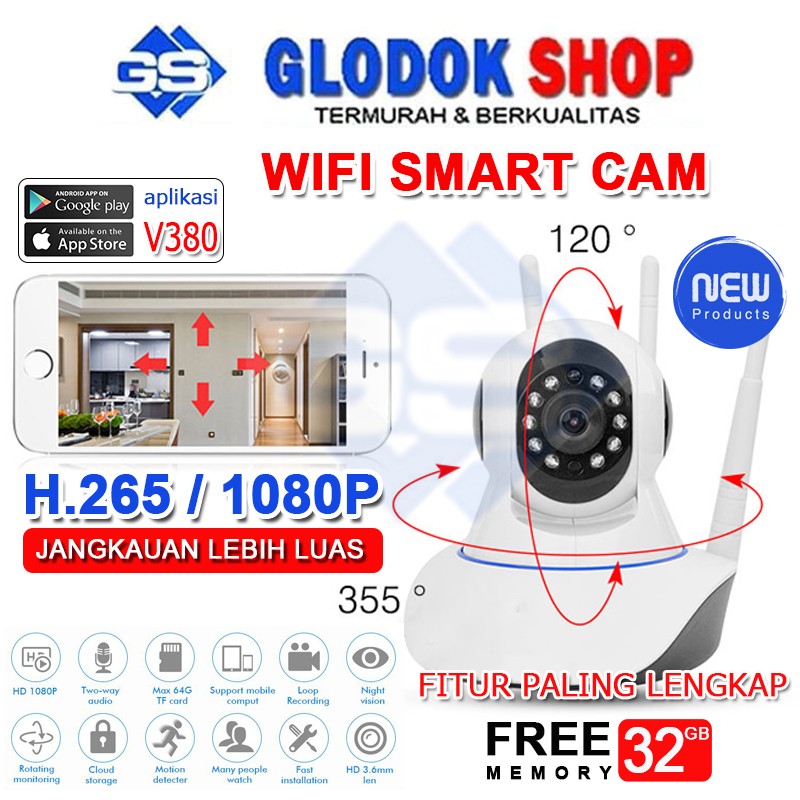 GS GLODOK SHOP
TERMURAH & BERKUALITAS
WIFI SMART CAM
ANDROID APP ON
Google play
aplikasi
Available on the
App Store
V380
120 °
NEW
Products
GS
H.265 / 1080P
JANGKAUAN LEBIH LUAS
355 °
HD
HD 1080P
Two-way
audio
Max 64G
TF card
Support mobile
comput
Loop
Recording
Night
vision
FITUR PALING LENGKAP
Rotating
monitoring
Cloud
storage
Motion
detecter
Many people
watch
Fast
installation
HD 3.6mm
len
FREE
MEMORY
32GB